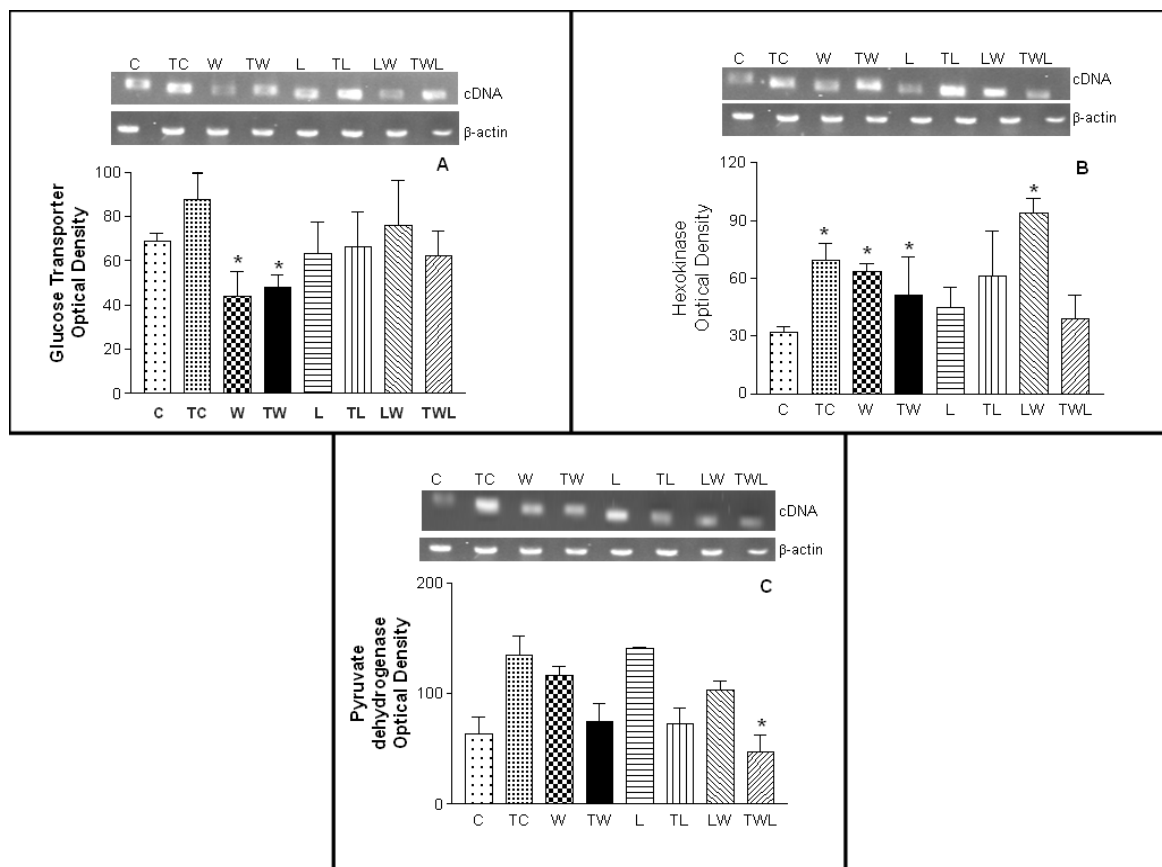 C TC W TW L TL LW TWL
cDNA
β-actin
A
100
80
60
40
20
0
Glucose Transporter
Optical Density
* *
C TC W TW L TL LW TWL
C TC W TW L TL LW TWL
cDNA
β-actin
B
120
90
60
30
0
Hexokinase
Optical Density
* * * *
C TC W TW L TL LW TWL
C TC W TW L TL LW TWL
cDNA
β-actin
C
200
100
0
Pyruvate
dehydrogenase
Optical Density
*
C TC W TW L TL LW TWL